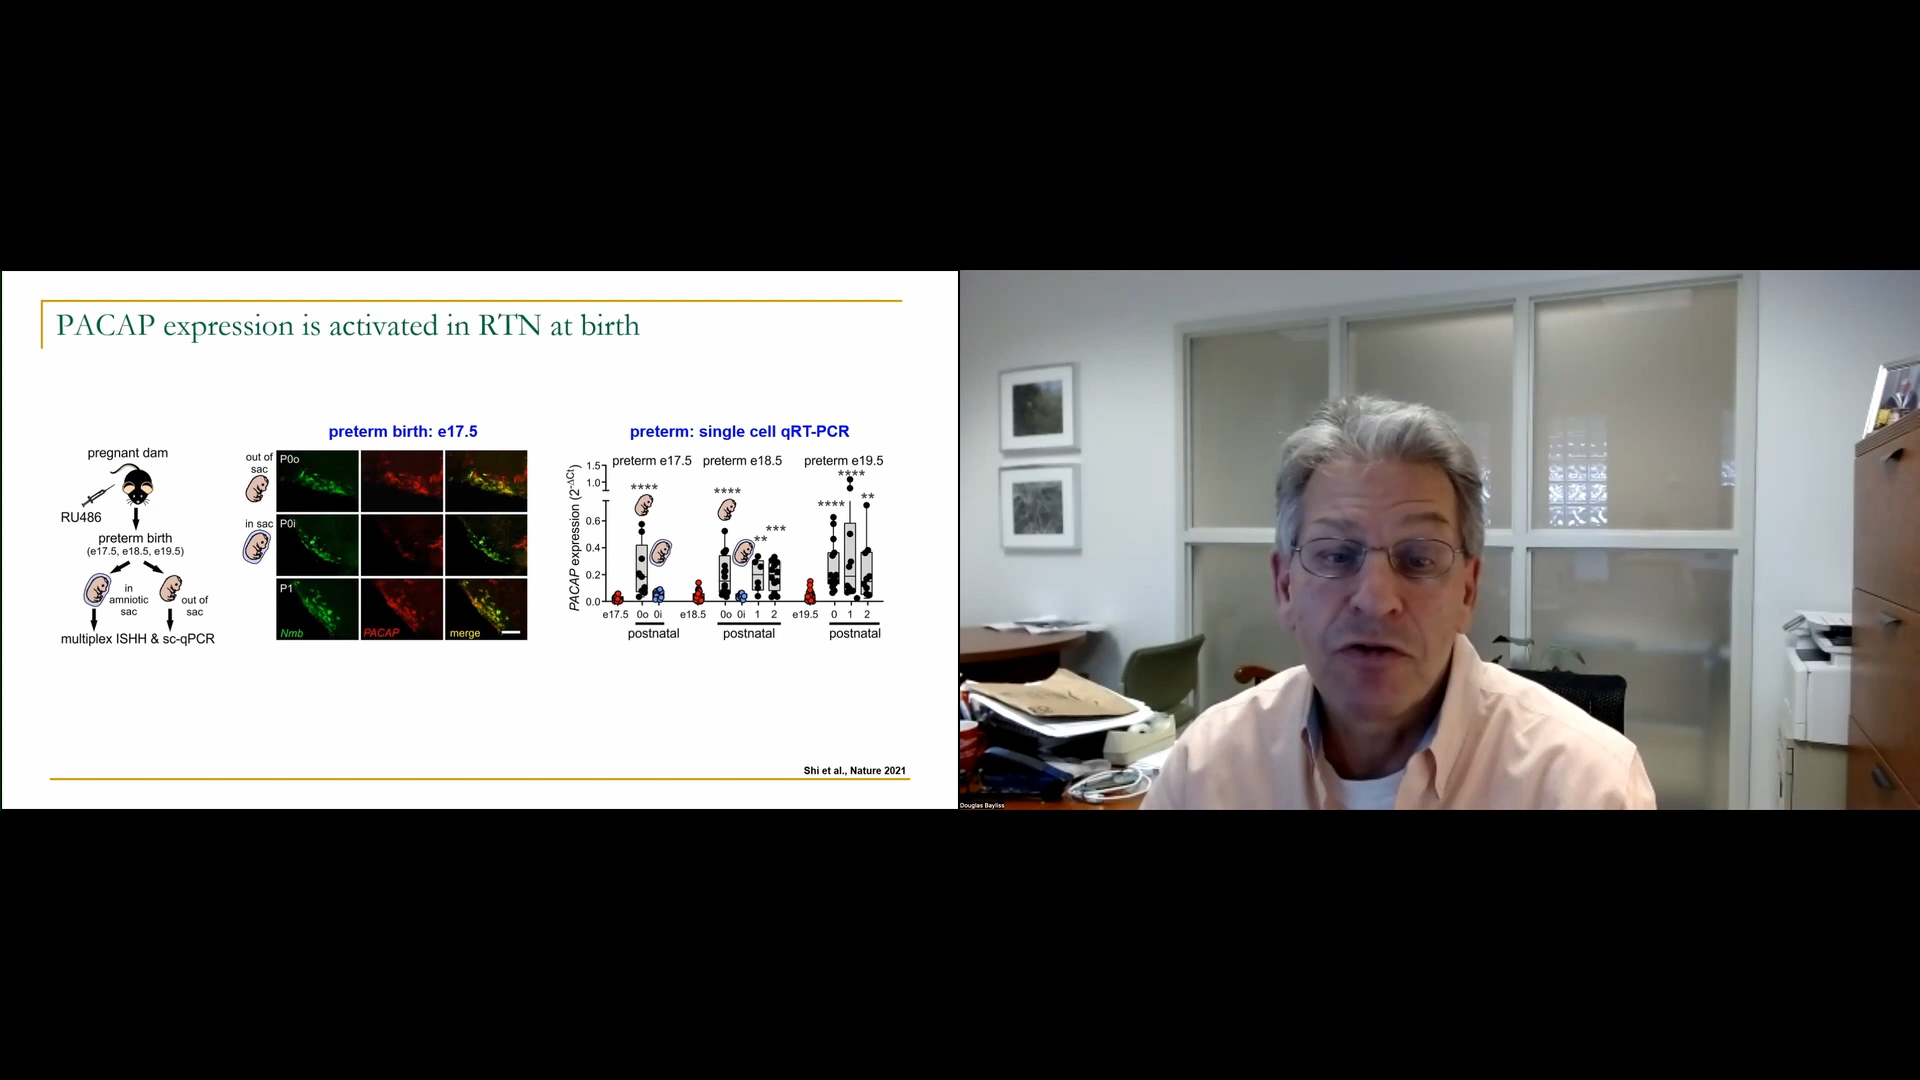 PACAP expression is activated in RTN at birth
pregnant dam
RU486
preterm birth
(e17.5, e18.5, e19.5)
in
amniotic
sac
out of
sac
multiplex ISHH & sc-qPCR
preterm birth: e17.5
out of
sac
in sac
P0o
P0i
P1
Nmb
PACAP
merge
preterm: single cell qRT-PCR
preterm e17.5 preterm e18.5 preterm e19.5
PACAP expression (2-ΔCt)
1.5
1.0
0.6
0.4
0.2
0.0
**** **** *** ** **** **** **
e17.5 0o 0i e18.5 0o 0i 1 2 e19.5 0 1 2
postnatal postnatal postnatal
Shi et al., Nature 2021
Douglas Bayliss